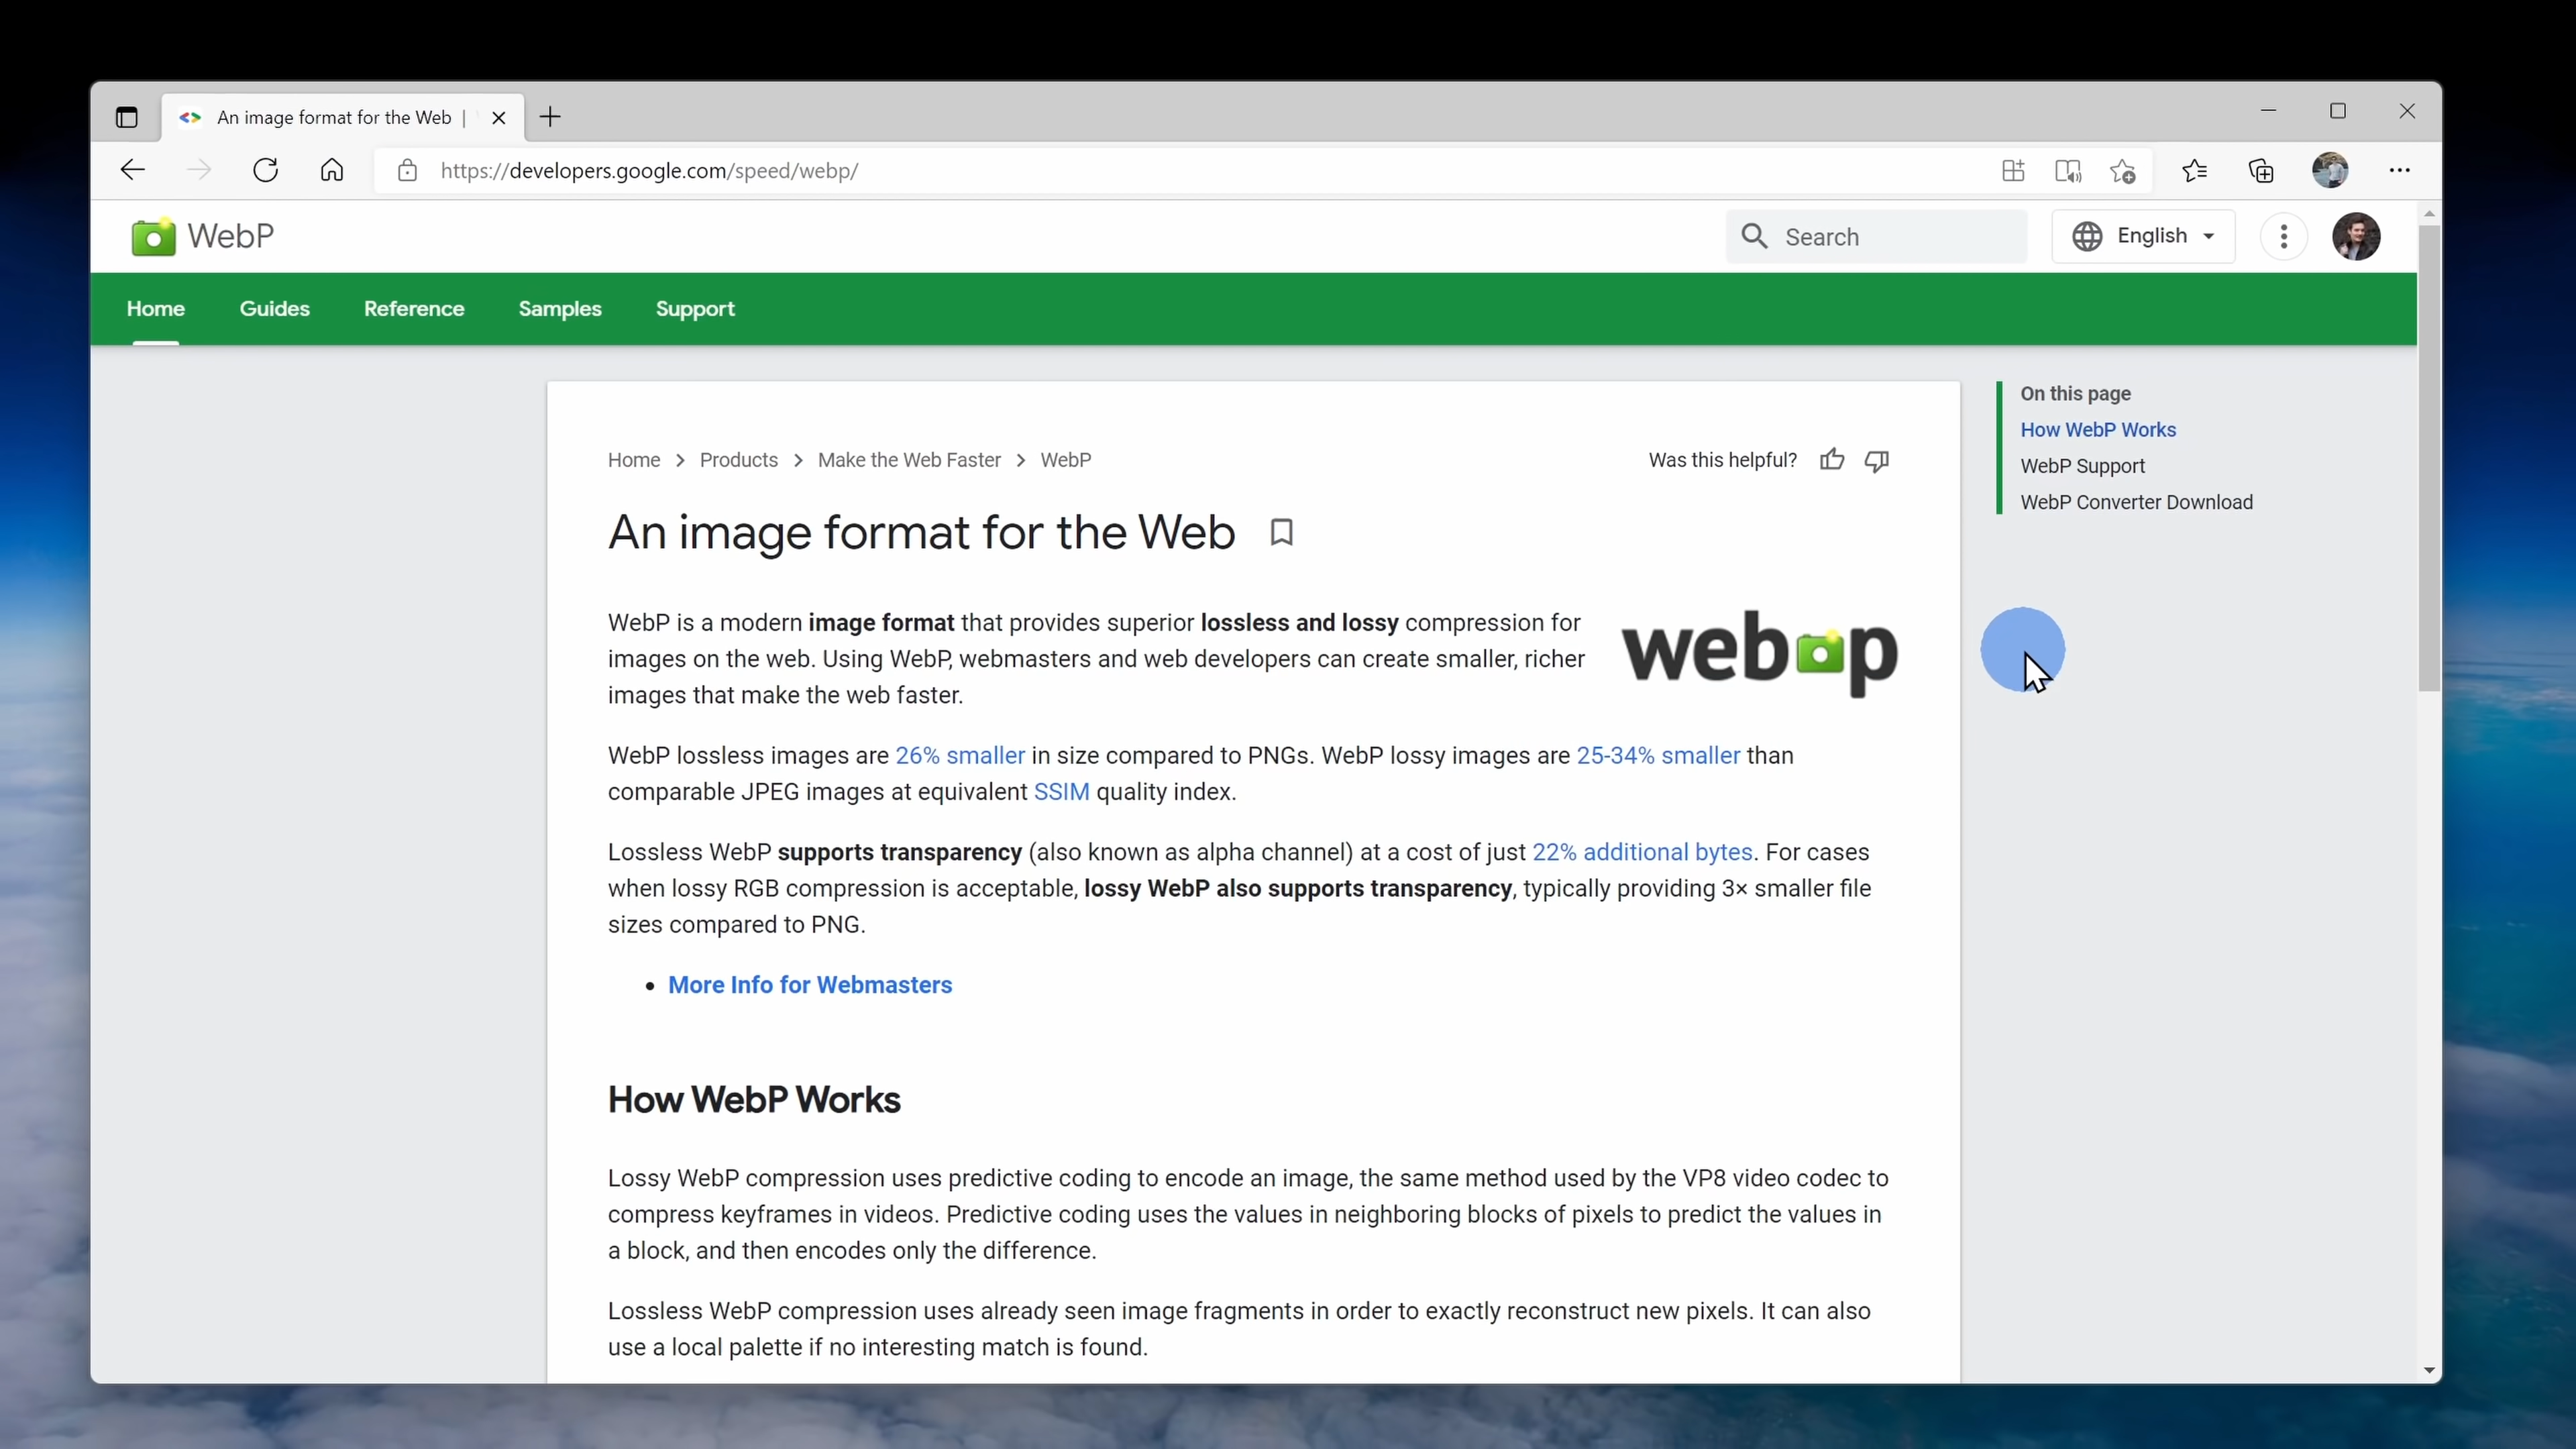 An image format for the Web |
https://developers.google.com/speed/webp/
WebP
Search
English
Home Guides Reference Samples Support
Home > Products > Make the Web Faster > WebP
Was this helpful?
An image format for the Web
WebP is a modern image format that provides superior lossless and lossy compression for
images on the web. Using WebP, webmasters and web developers can create smaller, richer
images that make the web faster.
webp
WebP lossless images are 26% smaller in size compared to PNGs. WebP lossy images are 25-34% smaller than
comparable JPEG images at equivalent SSIM quality index.
Lossless WebP supports transparency (also known as alpha channel) at a cost of just 22% additional bytes. For cases
when lossy RGB compression is acceptable, lossy WebP also supports transparency, typically providing 3× smaller file
sizes compared to PNG.
• More Info for Webmasters
How WebP Works
Lossy WebP compression uses predictive coding to encode an image, the same method used by the VP8 video codec to
compress keyframes in videos. Predictive coding uses the values in neighboring blocks of pixels to predict the values in
a block, and then encodes only the difference.
Lossless WebP compression uses already seen image fragments in order to exactly reconstruct new pixels. It can also
use a local palette if no interesting match is found.
On this page
How WebP Works
WebP Support
WebP Converter Download